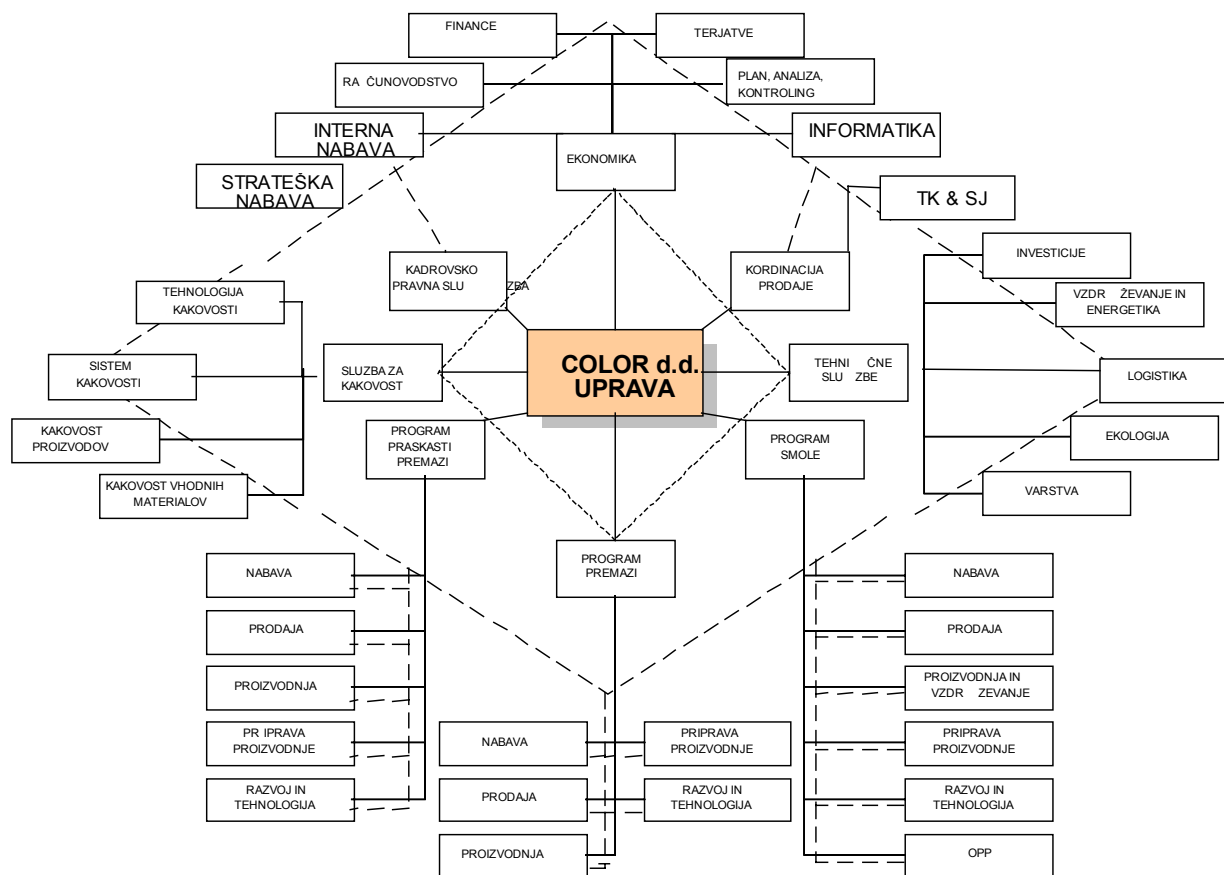 FINANCE
TERJATVE
RA ČUNOVODSTVO
PLAN, ANALIZA,
KONTROLING
INTERNA
NABAVA
INFORMATIKA
EKONOMIKA
STRATEŠKA
NABAVA
TK & SJ
KADROVSKO
PRAVNA SLU ZBA
KORDINACIJA
PRODAJE
INVESTICIJE
TEHNOLOGIJA
KAKOVOSTI
VZDR ŽEVANJE IN
ENERGETIKA
SISTEM
KAKOVOSTI
SLUZBA ZA
KAKOVOST
COLOR d.d.
UPRAVA
TEHNI ČNE
SLU ZBE
LOGISTIKA
KAKOVOST
PROIZVODOV
PROGRAM
PRASKASTI
PREMAZI
PROGRAM
SMOLE
EKOLOGIJA
KAKOVOST VHODNIH
MATERIALOV
VARSTVA
PROGRAM
PREMAZI
NABAVA
PRODAJA
PROIZVODNJA
PR IPRAVA
PROIZVODNJE
RAZVOJ IN
TEHNOLOGIJA
NABAVA
PRIPRAVA
PROIZVODNJE
PRODAJA
RAZVOJ IN
TEHNOLOGIJA
PROIZVODNJA
NABAVA
PRODAJA
PROIZVODNJA IN
VZDR ZEVANJE
PRIPRAVA
PROIZVODNJE
RAZVOJ IN
TEHNOLOGIJA
OPP